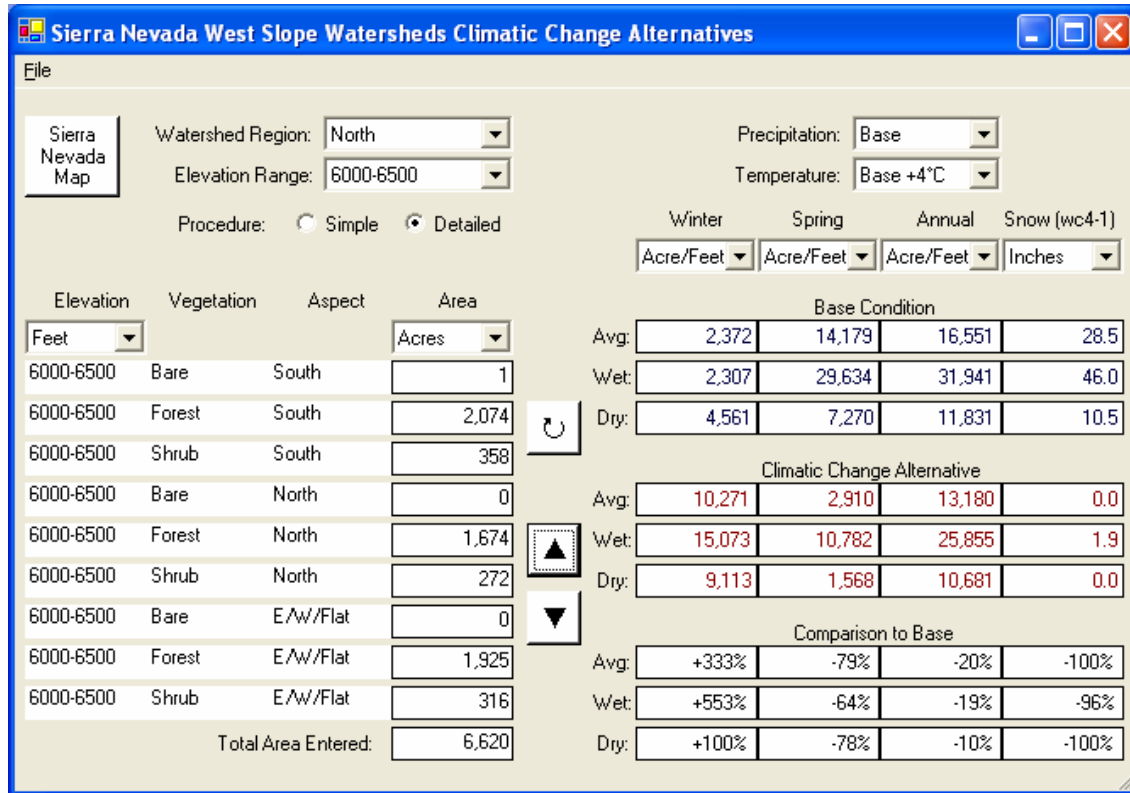 Sierra Nevada West Slope Watersheds Climatic Change Alternatives
File
Sierra
Nevada
Map
Watershed Region: North
Elevation Range: 6000-6500
Procedure: Simple Detailed
Precipitation: Base
Temperature: Base +4°C
Winter Spring Annual Snow (wc4-1)
Acre/Feet Acre/Feet Acre/Feet Inches
Elevation Vegetation Aspect Area
Feet Acres
6000-6500 Bare South 1
6000-6500 Forest South 2,074
6000-6500 Shrub South 358
6000-6500 Bare North 0
6000-6500 Forest North 1,674
6000-6500 Shrub North 272
6000-6500 Bare E/W/Flat 0
6000-6500 Forest E/W/Flat 1,925
6000-6500 Shrub E/W/Flat 316
Total Area Entered: 6,620
Base Condition
Avg: 2,372 14,179 16,551 28.5
Wet: 2,307 29,634 31,941 46.0
Dry: 4,561 7,270 11,831 10.5
Climatic Change Alternative
Avg: 10,271 2,910 13,180 0.0
Wet: 15,073 10,782 25,855 1.9
Dry: 9,113 1,568 10,681 0.0
Comparison to Base
Avg: +333% -79% -20% -100%
Wet: +553% -64% -19% -96%
Dry: +100% -78% -10% -100%